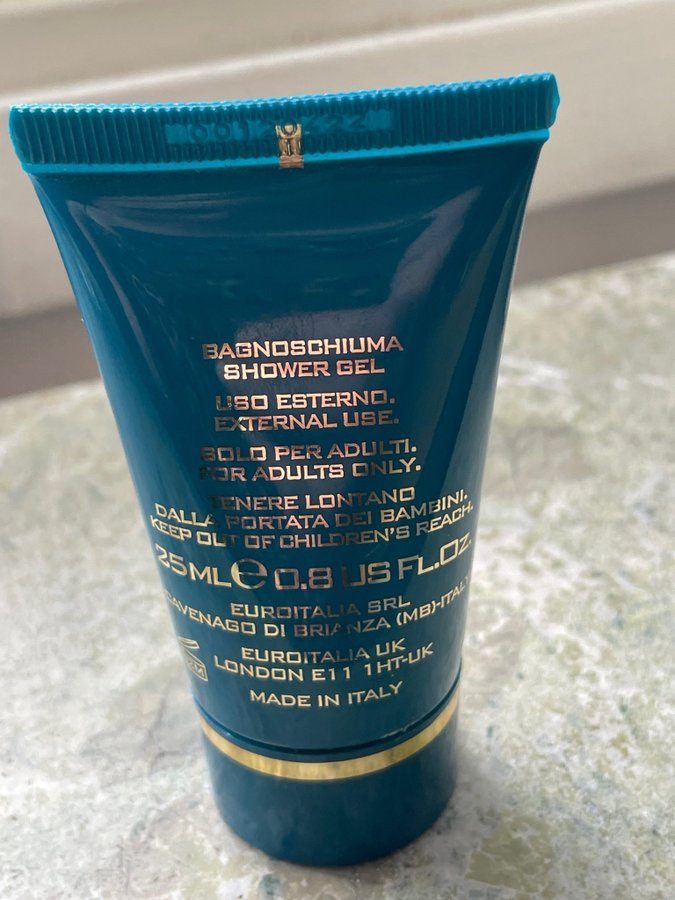 BAGNOSCHIUMA
SHOWER GEL
USO ESTERNO.
EXTERNAL USE.
SOLO PER ADULTI.
FOR ADULTS ONLY.
TENERE LONTANO
DALLA PORTATA DEI BAMBINI.
KEEP OUT OF CHILDREN'S REACH.
25 ML e 0.8 US FL.OZ.
EUROITALIA SRL
CAVENAGO DI BRIANZA (MB)-ITALY
EUROITALIA UK
LONDON E11 1HT-UK
MADE IN ITALY